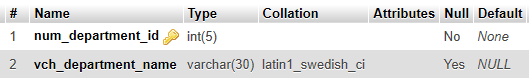 # Name Type Collation Attributes Null Default
1 num_department_id int(5) No None
2 vch_department_name varchar(30) latin1_swedish_ci Yes NULL